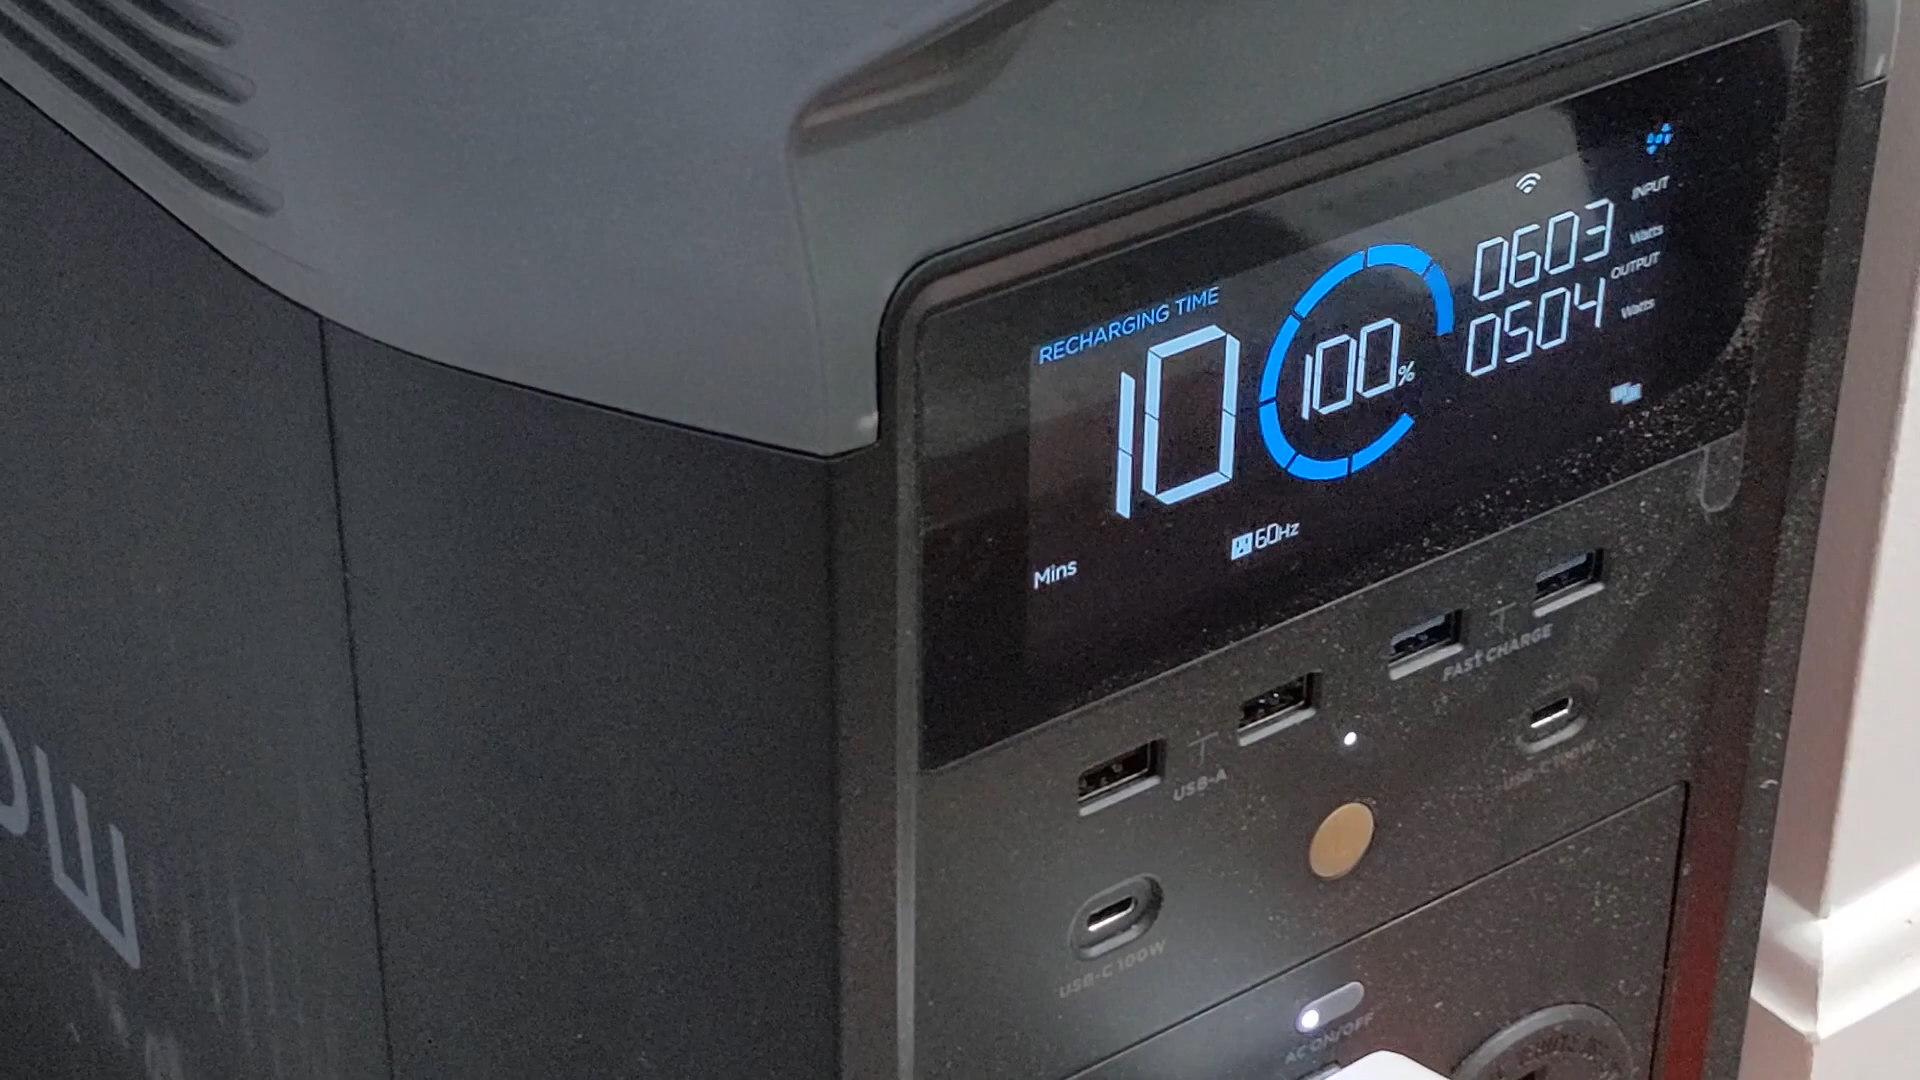 RECHARGING TIME
10
Mins
100%
INPUT
0603 Watts
OUTPUT
0504 Watts
60Hz
USB-A
FAST CHARGE
USB-C 100W
USB-C 100W
AC ON/OFF